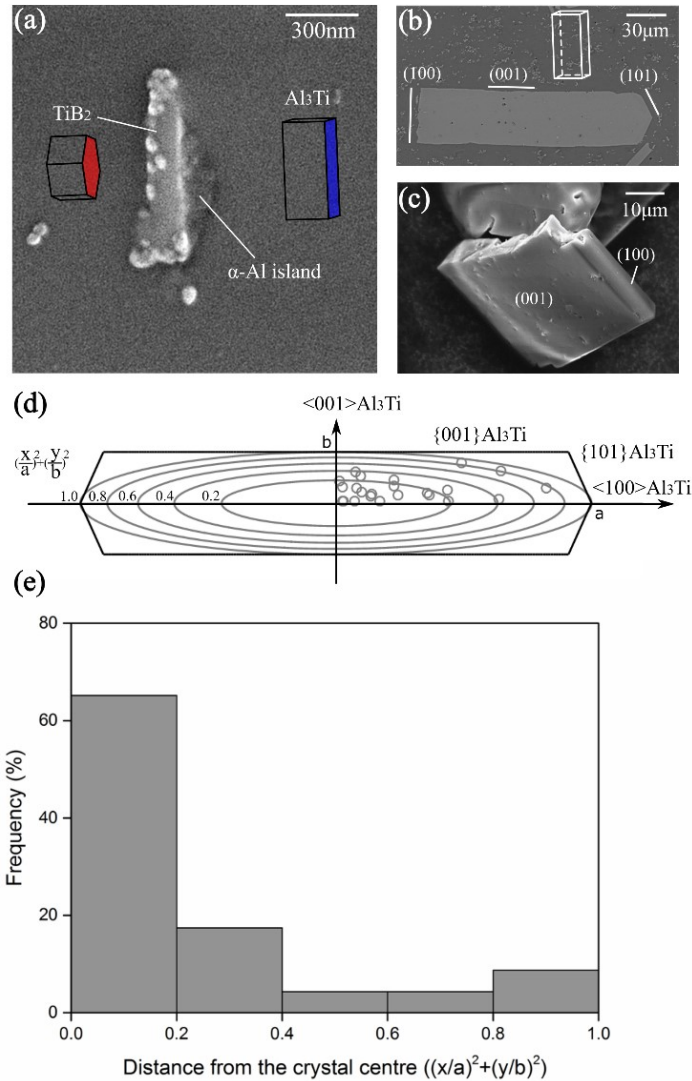 (a)
300nm
TiB2
Al3Ti
α-Al island
(b)
30μm
(100)
(001)
(101)
(c)
10μm
(100)
(001)
(d)
<001>Al3Ti
b
{001}Al3Ti
{101}Al3Ti
(x/a)²+(y/b)²
1.0 0.8 0.6 0.4 0.2
<100>Al3Ti
a
(e)
80
60
40
20
0
Frequency (%)
0.0 0.2 0.4 0.6 0.8 1.0
Distance from the crystal centre ((x/a)²+(y/b)²)